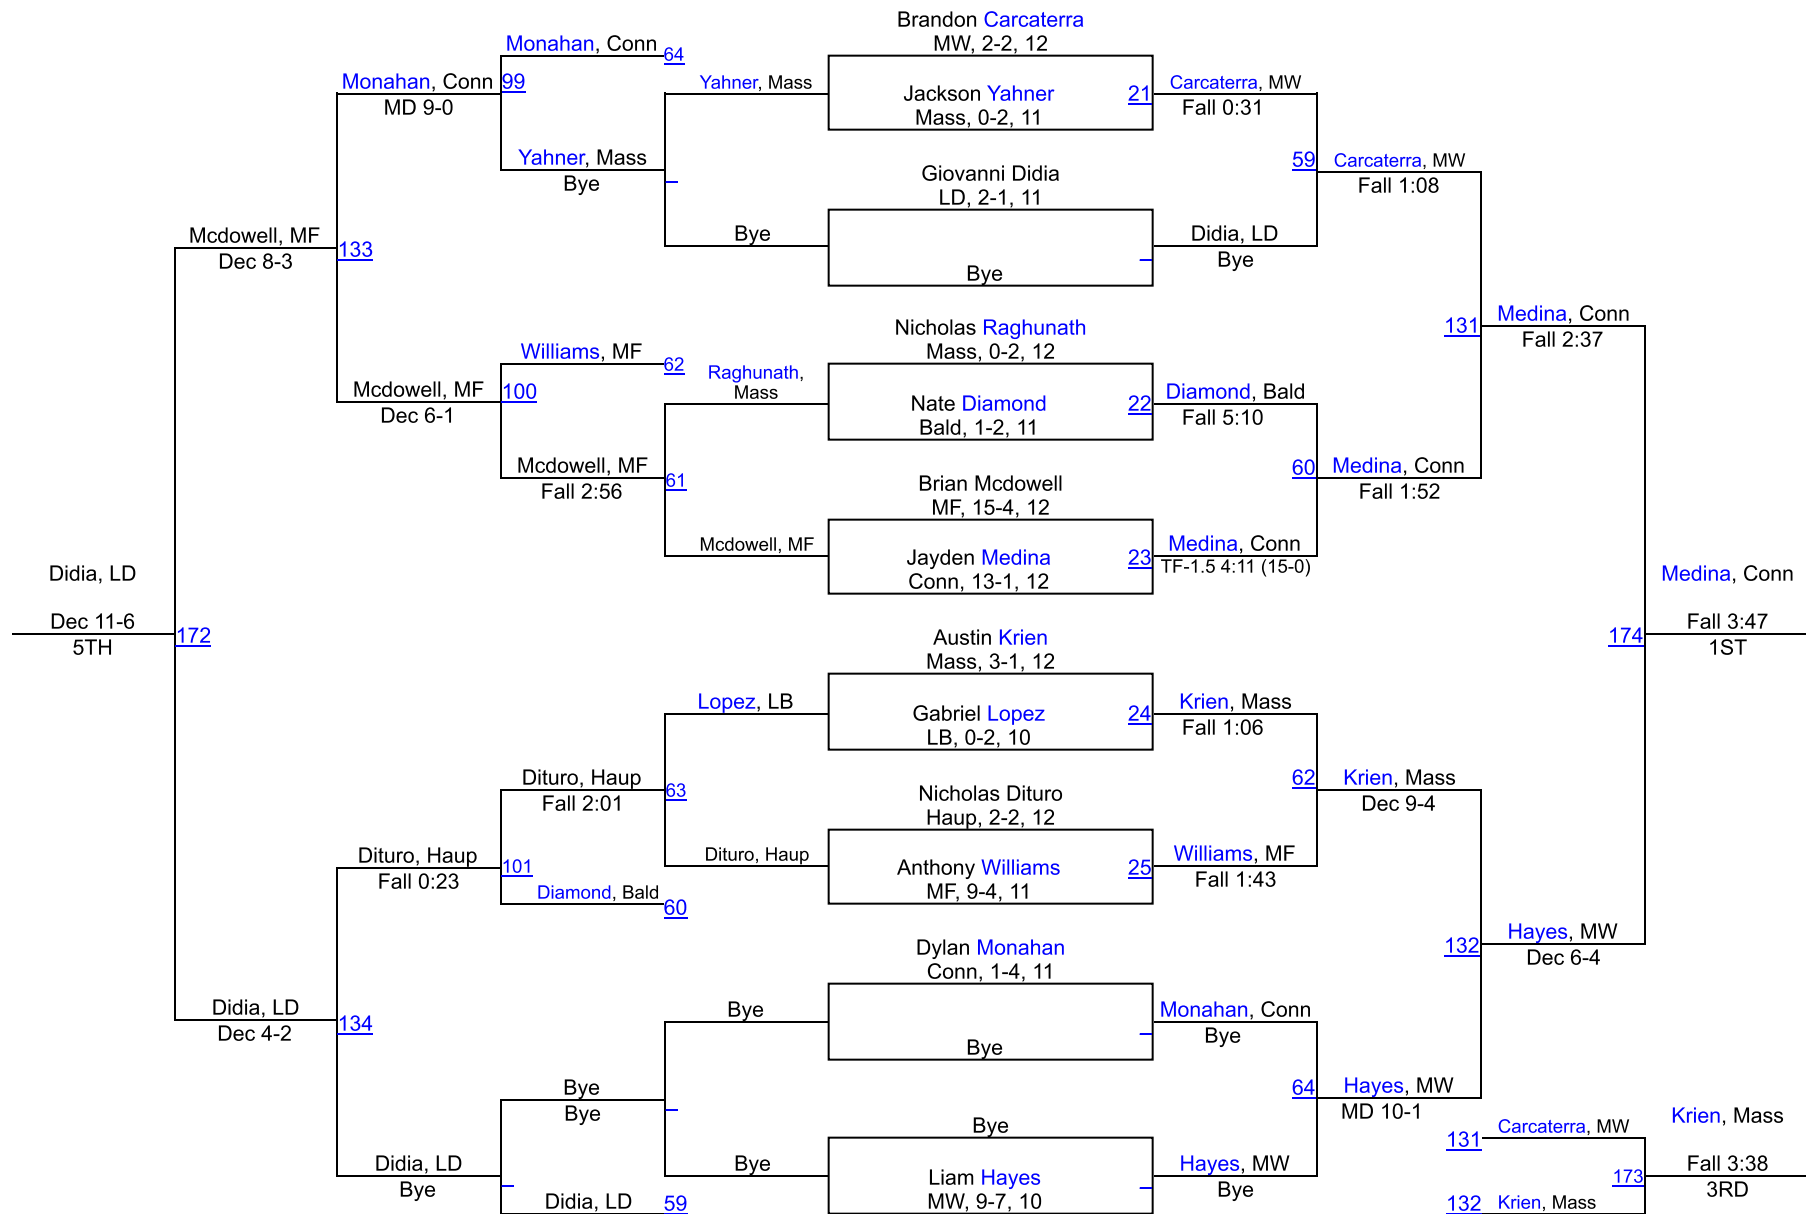 Brandon Carcaterra
MW, 2-2, 12
Monahan, Conn
64
Monahan, Conn
99
Yahner, Mass
Jackson Yahner
21
Carcaterra, MW
MD 9-0
Mass, 0-2, 11
Fall 0:31
Yahner, Mass
Bye
Giovanni Didia
LD, 2-1, 11
59
Carcaterra, MW
Fall 1:08
Mcdowell, MF
Dec 8-3
133
Bye
Bye
Didia, LD
Bye
Nicholas Raghunath
Mass, 0-2, 12
131
Medina, Conn
Fall 2:37
Williams, MF
62
Raghunath,
Mass
Mcdowell, MF
100
Dec 6-1
Nate Diamond
22
Diamond, Bald
Bald, 1-2, 11
Fall 5:10
Mcdowell, MF
61
Fall 2:56
Brian Mcdowell
MF, 15-4, 12
60
Medina, Conn
Fall 1:52
Mcdowell, MF
Jayden Medina
23
Medina, Conn
Conn, 13-1, 12
TF-1.5 4:11 (15-0)
Didia, LD
Dec 11-6
5TH
172
Medina, Conn
174
Fall 3:47
1ST
Austin Krien
Mass, 3-1, 12
Lopez, LB
Gabriel Lopez
24
Krien, Mass
LB, 0-2, 10
Fall 1:06
Dituro, Haup
63
Fall 2:01
Nicholas Dituro
Haup, 2-2, 12
62
Krien, Mass
Dec 9-4
Dituro, Haup
101
Fall 0:23
Dituro, Haup
Anthony Williams
25
Williams, MF
MF, 9-4, 11
Fall 1:43
Diamond, Bald
60
Dylan Monahan
Conn, 1-4, 11
132
Hayes, MW
Dec 6-4
Didia, LD
134
Dec 4-2
Bye
Bye
Monahan, Conn
Bye
Bye
Bye
64
Hayes, MW
MD 10-1
Bye
131
Carcaterra, MW
Krien, Mass
Didia, LD
Bye
Bye
Liam Hayes
Hayes, MW
MW, 9-7, 10
Bye
173
Fall 3:38
3RD
Didia, LD
59
132
Krien, Mass